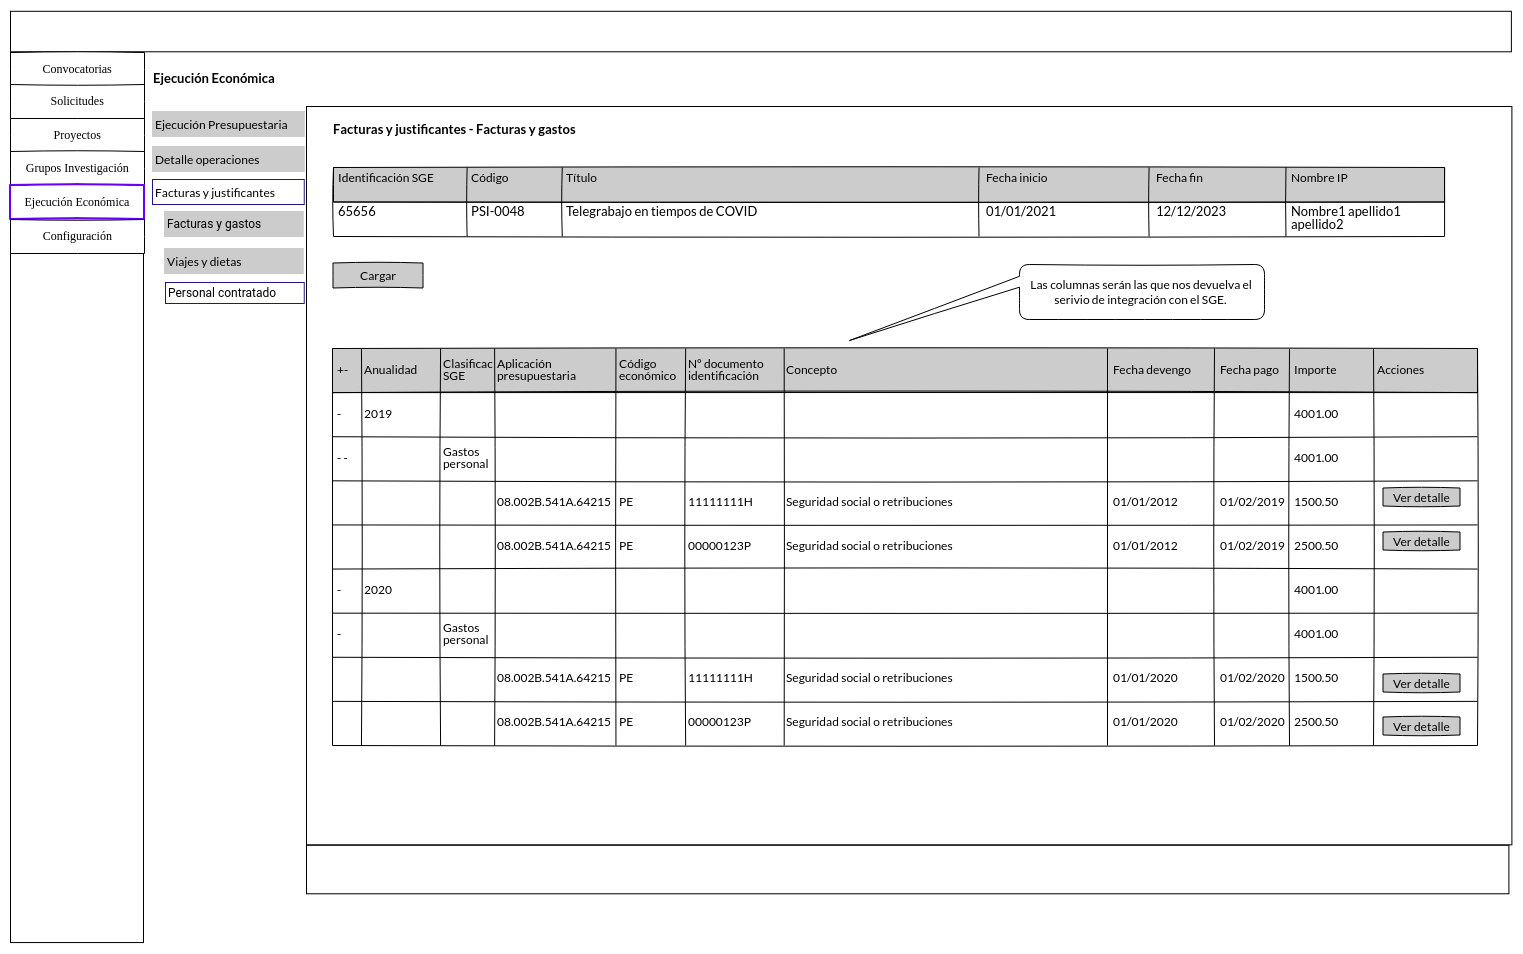 Convocatorias
Solicitudes
Proyectos
Grupos Investigación
Ejecución Económica
Configuración
Ejecución Económica
Ejecución Presupuestaria
Detalle operaciones
Facturas y justificantes
Facturas y gastos
Viajes y dietas
Personal contratado
Facturas y justificantes - Facturas y gastos
Identificación SGE Código Título Fecha inicio Fecha fin Nombre IP
65656 PSI-0048 Telegrabajo en tiempos de COVID 01/01/2021 12/12/2023 Nombre1 apellido1
apellido2
Cargar
Las columnas serán las que nos devuelva el
serivio de integración con el SGE.
+- Anualidad Clasificac SGE Aplicación presupuestaria Código económico Nº documento identificación Concepto Fecha devengo Fecha pago Importe Acciones
- 2019 4001.00
- - Gastos personal 4001.00
08.002B.541A.64215 PE 11111111H Seguridad social o retribuciones 01/01/2012 01/02/2019 1500.50 Ver detalle
08.002B.541A.64215 PE 00000123P Seguridad social o retribuciones 01/01/2012 01/02/2019 2500.50 Ver detalle
- 2020 4001.00
- Gastos personal 4001.00
08.002B.541A.64215 PE 11111111H Seguridad social o retribuciones 01/01/2020 01/02/2020 1500.50 Ver detalle
08.002B.541A.64215 PE 00000123P Seguridad social o retribuciones 01/01/2020 01/02/2020 2500.50 Ver detalle